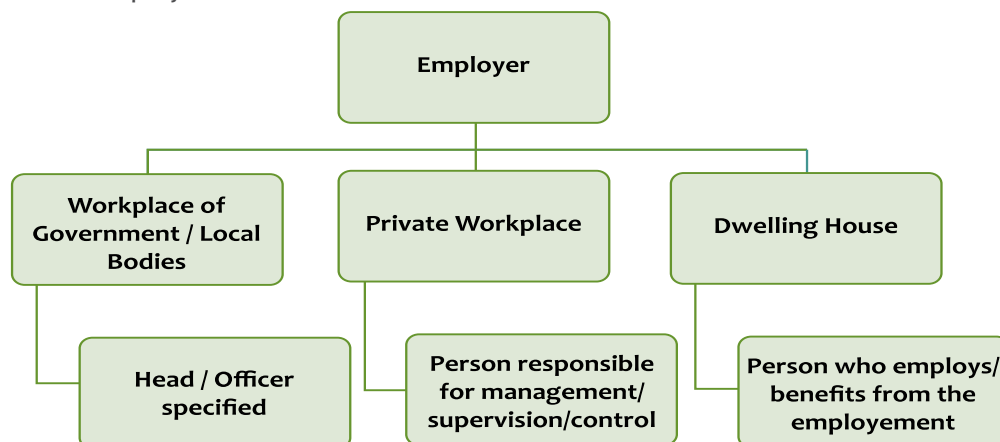 Employer
Workplace of
Government / Local
Bodies
Private Workplace
Dwelling House
Head / Officer
specified
Person responsible
for management/
supervision/control
Person who employs/
benefits from the
employement